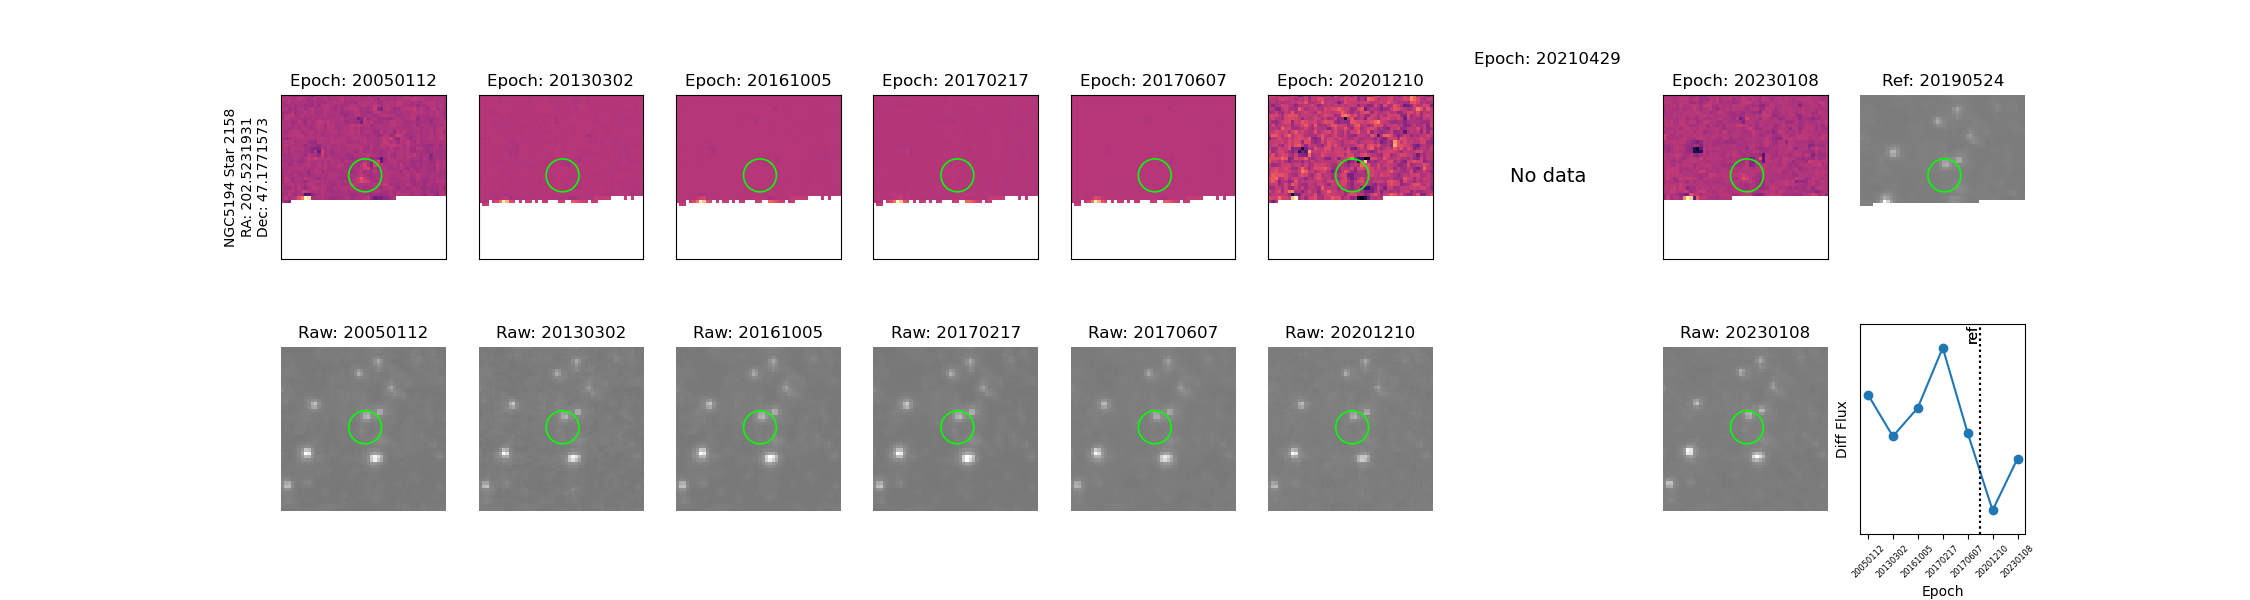 Epoch: 20210429
Epoch: 20050112
Epoch: 20130302
Epoch: 20161005
Epoch: 20170217
Epoch: 20170607
Epoch: 20201210
Epoch: 20230108
Ref: 20190524
NGC5194 Star 2158
RA: 202.5231931
Dec: 47.1771573
No data
Raw: 20050112
Raw: 20130302
Raw: 20161005
Raw: 20170217
Raw: 20170607
Raw: 20201210
Raw: 20230108
ref
Diff Flux
20050112
20130302
20161005
20170217
20170607
20201210
20230108
Epoch